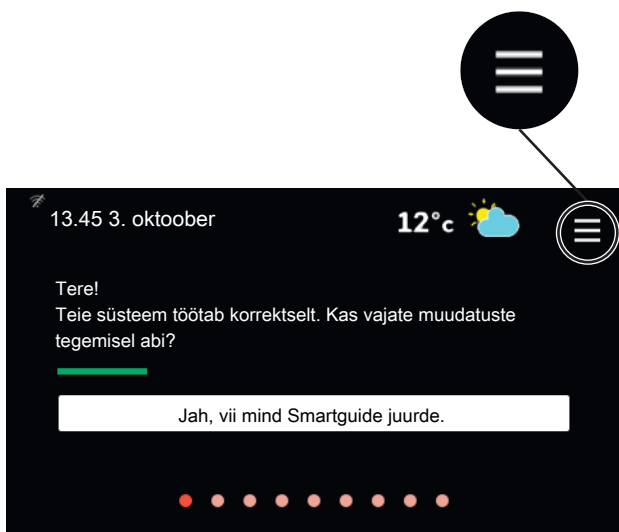 13.45 3. oktoober
12°c
Tere!
Teie süsteem töötab korrektselt. Kas vajate muudatuste
tegemisel abi?
Jah, vii mind Smartguide juurde.